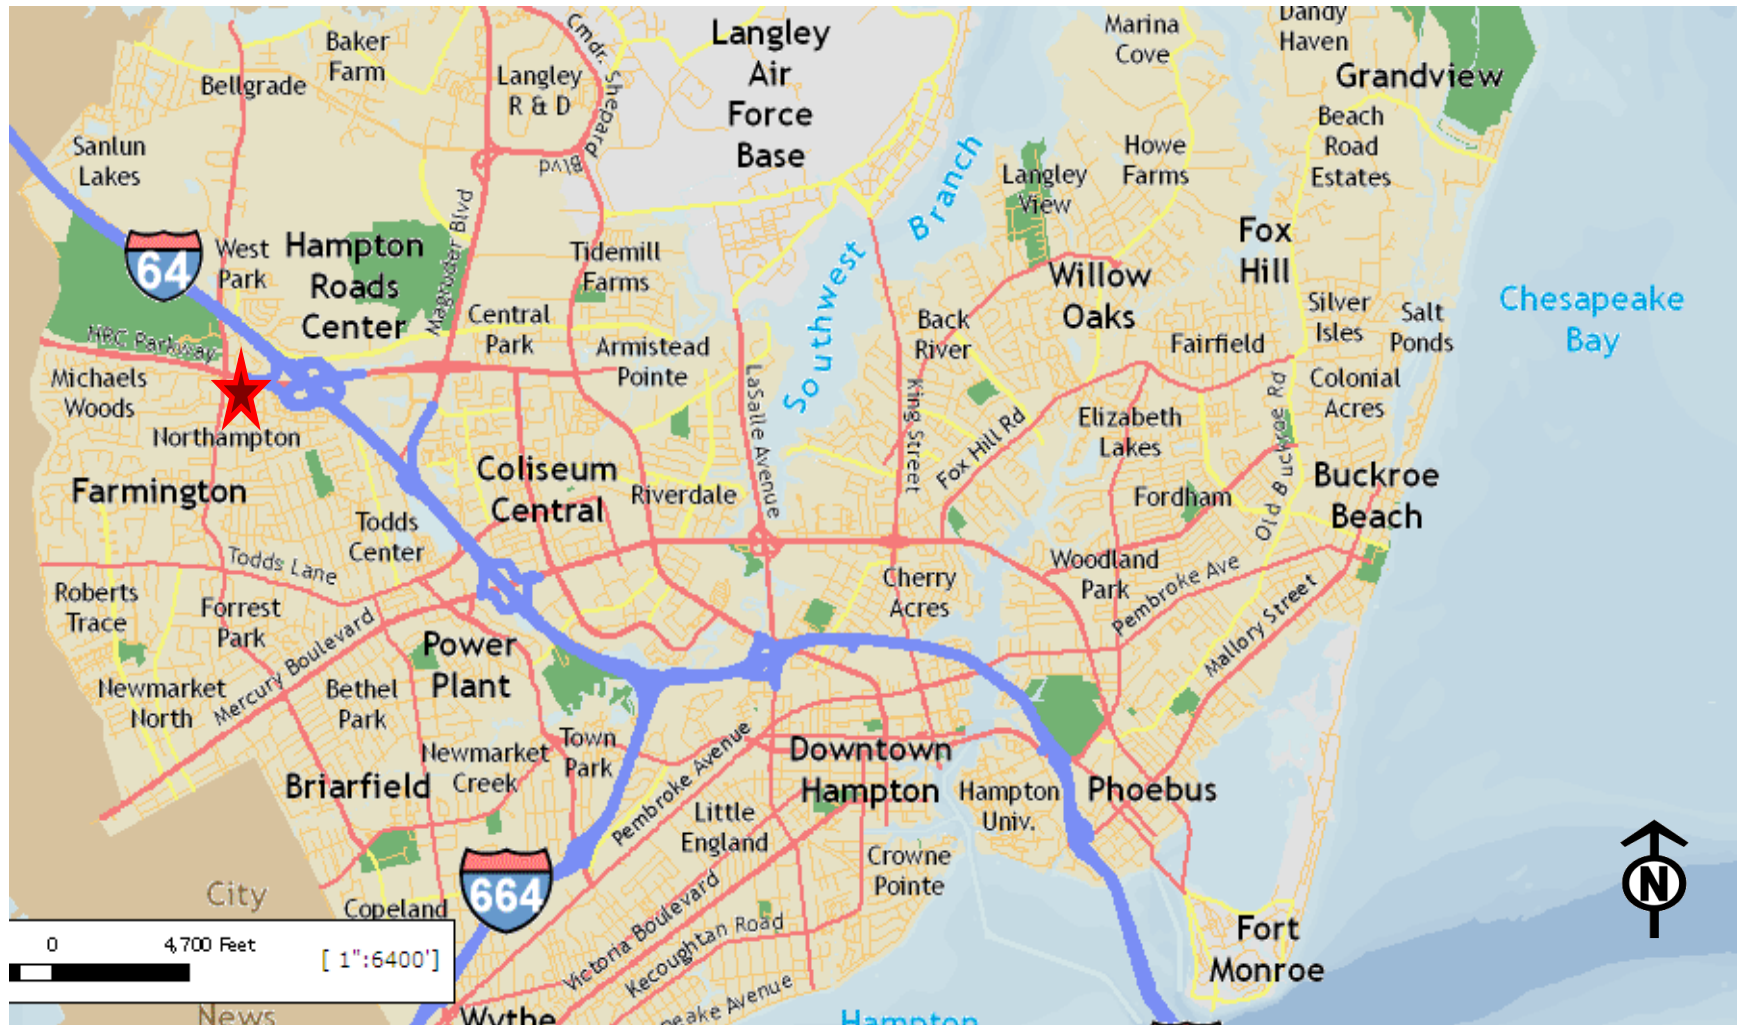 Langley
Air
Force
Base
Marina
Cove
Dandy
Haven
Grandview
Baker
Farm
Bellgrade
Langley
R & D
Cmdr. Shepard
Blvd
Beach
Road
Estates
Sanlun
Lakes
Howe
Farms
Langley
View
Southwest Branch
64
West
Park
Hampton
Roads
Center
Magruder Blvd
Tidemill
Farms
Fox
Hill
Willow
Oaks
Chesapeake
Bay
Silver
Isles
Salt
Ponds
HRC Parkway
Central
Park
Armistead
Pointe
Back
River
Fairfield
Michaels
Woods
LaSalle Avenue
King Street
Fox Hill Rd
Elizabeth
Lakes
Old Buckroe Rd
Colonial
Acres
Northampton
Farmington
Coliseum
Central
Riverdale
Fordham
Buckroe
Beach
Todds
Center
Todds Lane
Cherry
Acres
Woodland
Park
Pembroke Ave
Roberts
Trace
Forrest
Park
Mercury Boulevard
Mallory Street
Power
Plant
Newmarket
North
Bethel
Park
Newmarket
Creek
Town
Park
Pembroke Avenue
Downtown
Hampton
Briarfield
Little
England
Hampton
Univ.
Phoebus
Crowne
Pointe
664
City
Copeland
Victoria Boulevard
Kecoughtan Road
N
Fort
Monroe
0 4,700 Feet
[ 1":6400']
News
Wythe
peake Avenue
Hampton